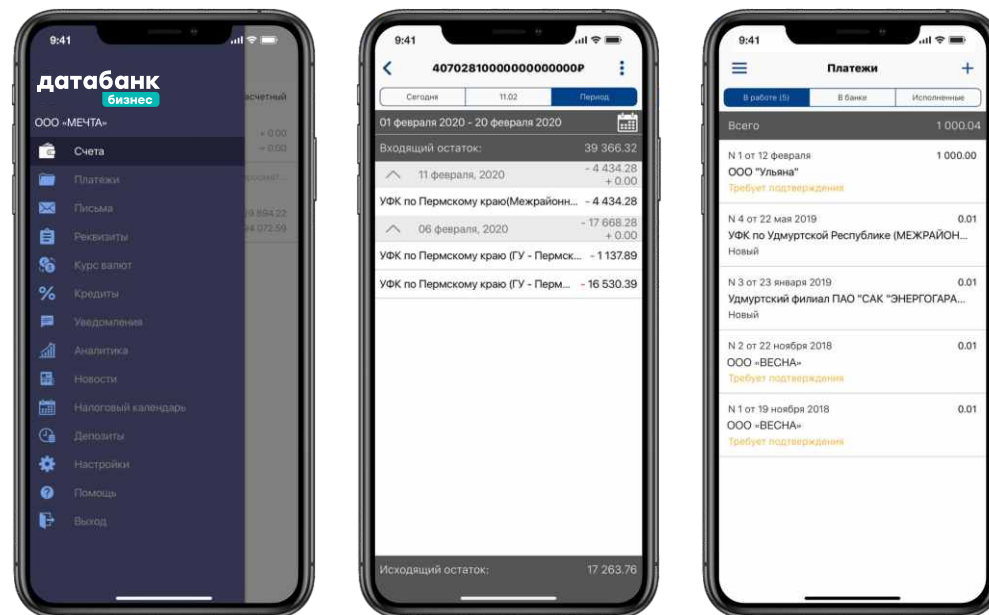 9:41
датабанк
бизнес
асчетный
ООО «МЕЧТА»
+ 0.00
Счета
- 0.00
Платежи
Письма
Реквизиты
Курс валют
Кредиты
Уведомления
Аналитика
Новости
Налоговый календарь
Депозиты
Настройки
Помощь
Выход
9:41
40702810000000000000₽
Сегодня 11.02 Период
01 февраля 2020 - 20 февраля 2020
Входящий остаток: 39 366.32
11 февраля, 2020 - 4 434.28
+ 0.00
УФК по Пермскому краю(Межрайонн... - 4 434.28
06 февраля, 2020 - 17 668.28
+ 0.00
УФК по Пермскому краю (ГУ - Пермск... - 1 137.89
УФК по Пермскому краю (ГУ - Перм... - 16 530.39
Исходящий остаток: 17 263.76
9:41
Платежи
В работе (5) В банке Исполненные
Всего 1 000.04
N 1 от 12 февраля 1 000.00
ООО "Ульяна"
Требует подтверждения
N 4 от 22 мая 2019 0.01
УФК по Удмуртской Республике (МЕЖРАЙОН...
Новый
N 3 от 23 января 2019 0.01
Удмуртский филиал ПАО "САК "ЭНЕРГОГАРА...
Новый
N 2 от 22 ноября 2018 0.01
ООО «ВЕСНА»
Требует подтверждения
N 1 от 19 ноября 2018 0.01
ООО «ВЕСНА»
Требует подтверждения